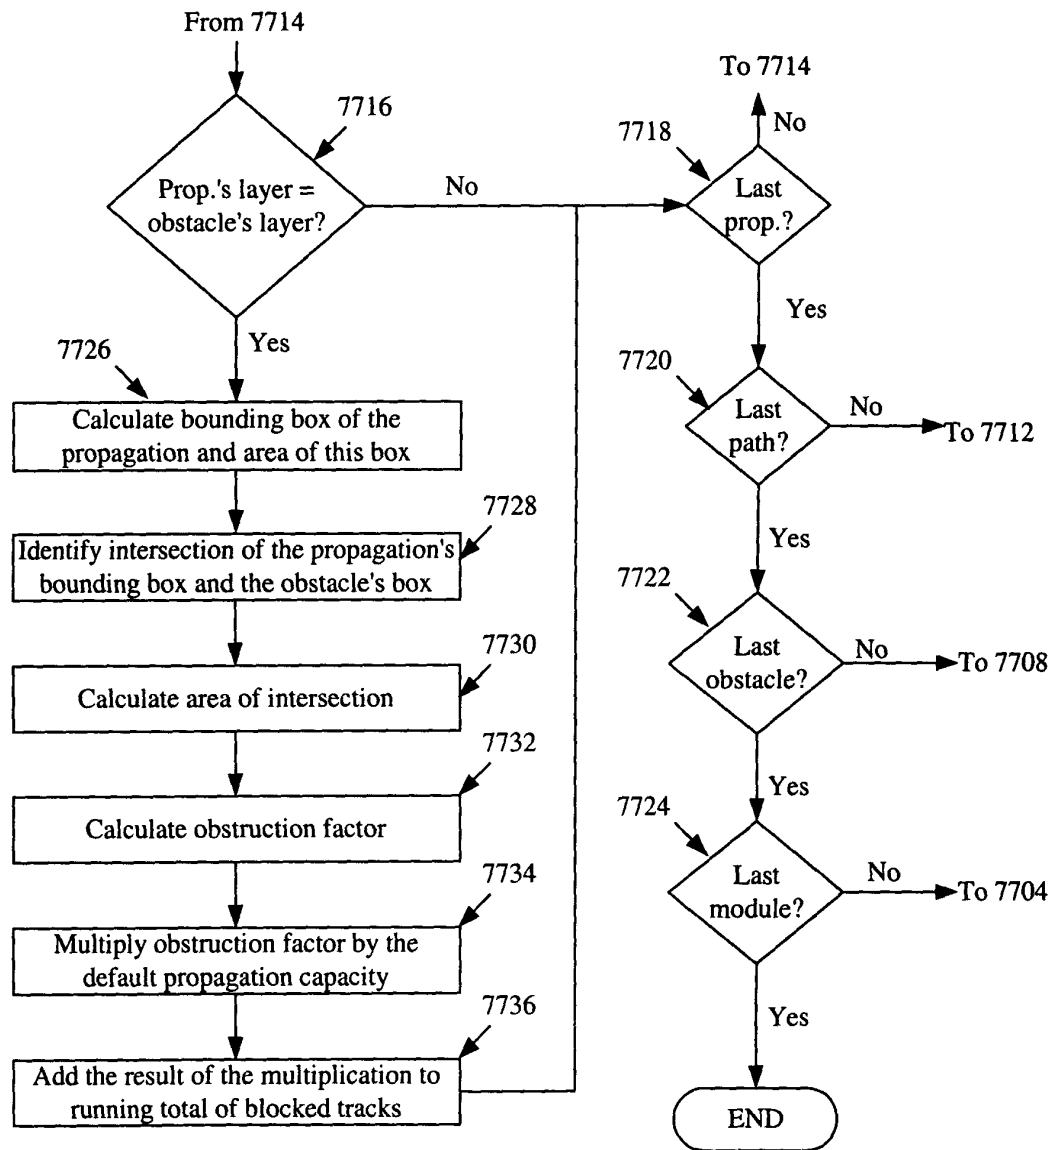 From 7714
7716
Prop.'s layer =
obstacle's layer?
No
Yes
7726
Calculate bounding box of the
propagation and area of this box
7728
Identify intersection of the propagation's
bounding box and the obstacle's box
7730
Calculate area of intersection
7732
Calculate obstruction factor
7734
Multiply obstruction factor by the
default propagation capacity
7736
Add the result of the multiplication to
running total of blocked tracks
To 7714
No
7718
Last
prop.?
Yes
7720
Last
path?
No
To 7712
Yes
7722
Last
obstacle?
No
To 7708
Yes
7724
Last
module?
No
To 7704
Yes
END